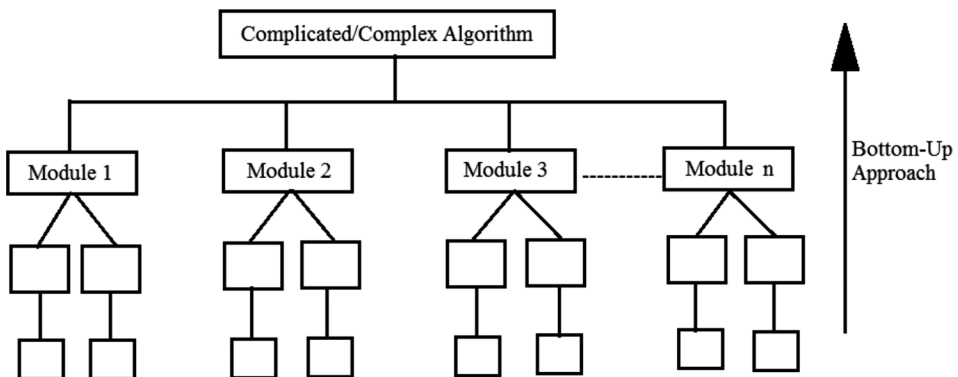 Complicated/Complex Algorithm
Module 1
Module 2
Module 3
Module n
Bottom-Up
Approach